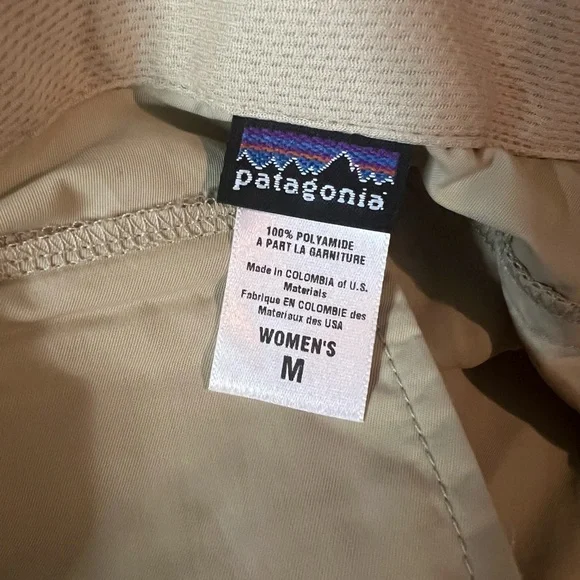 patagonia
100% POLYAMIDE
A PART LA GARNITURE
Made in COLOMBIA of U.S.
Materials
Fabrique EN COLOMBIE des
Materiaux des USA
WOMEN'S
M